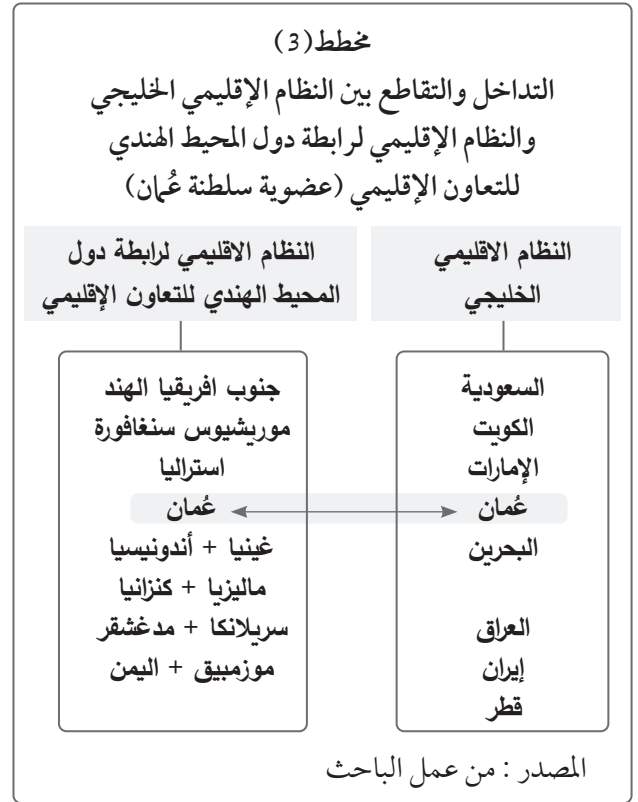 مخطط(3)
التداخل والتقاطع بين النظام الإقليمي الخليجي
والنظام الإقليمي لرابطة دول المحيط الهندي
للتعاون الإقليمي (عضوية سلطنة عُمان)
النظام الاقليمي
الخليجي
السعودية
الكويت
الإمارات
عُمان
البحرين
العراق
إيران
قطر
النظام الاقليمي لرابطة دول
المحيط الهندي للتعاون الإقليمي
جنوب افريقيا الهند
موريشيوس سنغافورة
استراليا
عُمان
غينيا + أندونيسيا
ماليزيا + كنزانيا
سريلانكا + مدغشقر
موزمبيق + اليمن
المصدر : من عمل الباحث